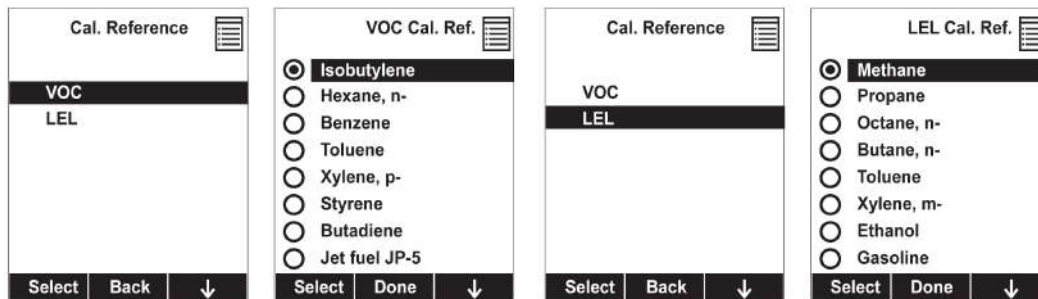 Cal. Reference
VOC
LEL
Select Back ↓
VOC Cal. Ref.
Isobutylene
Hexane, n-
Benzene
Toluene
Xylene, p-
Styrene
Butadiene
Jet fuel JP-5
Select Done ↓
Cal. Reference
VOC
LEL
Select Back ↓
LEL Cal. Ref.
Methane
Propane
Octane, n-
Butane, n-
Toluene
Xylene, m-
Ethanol
Gasoline
Select Done ↓